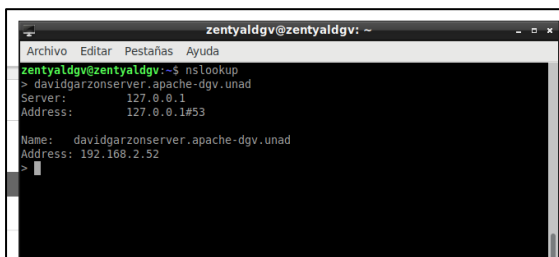 zentyaldgv@zentyaldgv: ~
Archivo Editar Pestañas Ayuda
zentyaldgv@zentyaldgv:~$ nslookup
> davidgarzonserver.apache-dgv.unad
Server: 127.0.0.1
Address: 127.0.0.1#53
Name: davidgarzonserver.apache-dgv.unad
Address: 192.168.2.52
>